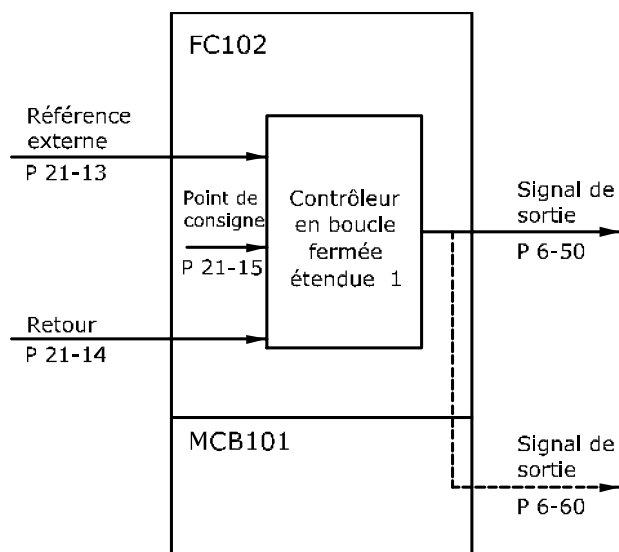 FC102
Référence
externe
P 21-13
Point de
consigne
P 21-15
Contrôleur
en boucle
fermée
étendue 1
Signal de
sortie
P 6-50
Retour
P 21-14
MCB101
Signal de
sortie
P 6-60